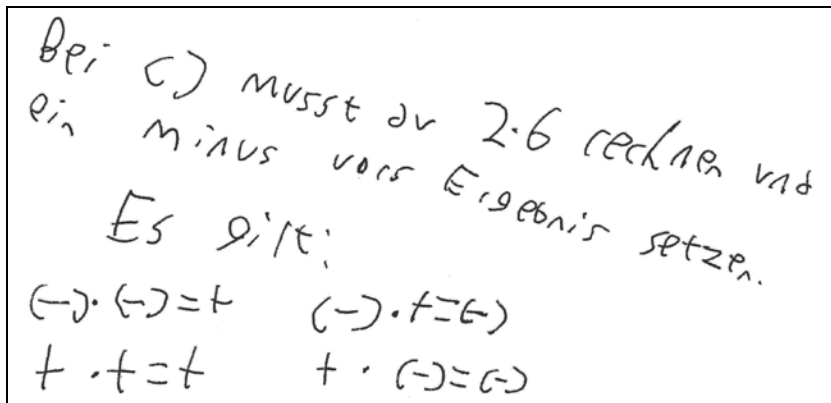 Bei c) musst du 2·6 rechnen und
ein minus vors Ergebnis setzen.
Es gilt:
(-)·(-)=+ (-)·+=(-)
+·+=+ +·(-)=(-)